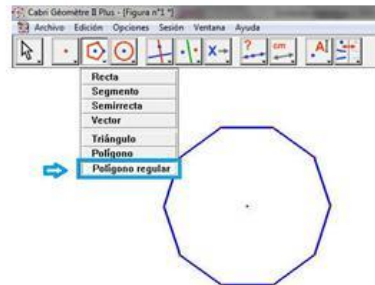 Cabri Géomètre II Plus - [Figura nº1 *]
Archivo Edición Opciones Sesión Ventana Ayuda
Recta
Segmento
Semirrecta
Vector
Triángulo
Polígono
Polígono regular